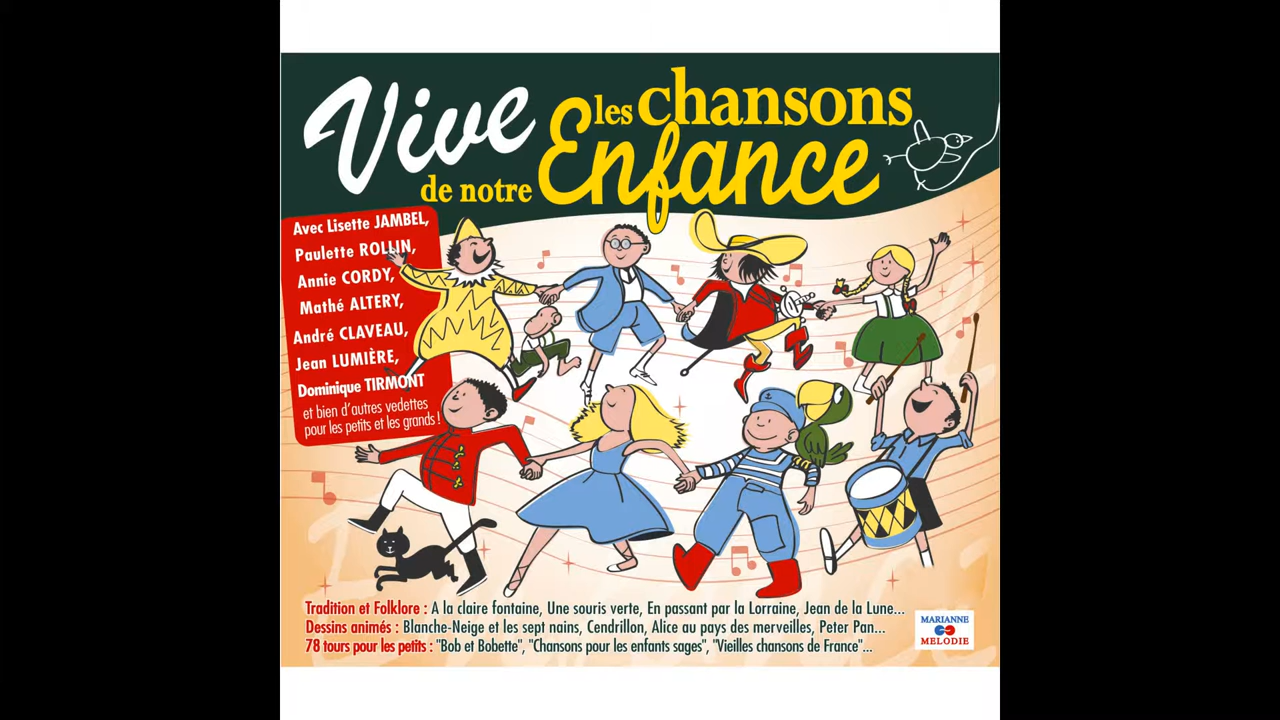 Vive les chansons
de notre Enfance
Avec Lisette JAMBEL,
Paulette ROLLIN,
Annie CORDY,
Mathé ALTERY,
André CLAVEAU,
Jean LUMIÈRE,
Dominique TIRMONT
et bien d'autres vedettes
pour les petits et les grands !
Tradition et Folklore : A la claire fontaine, Une souris verte, En passant par la Lorraine, Jean de la Lune...
Dessins animés : Blanche-Neige et les sept nains, Cendrillon, Alice au pays des merveilles, Peter Pan...
78 tours pour les petits : "Bob et Bobette", "Chansons pour les enfants sages", "Vieilles chansons de France"...
MARIANNE
MELODIE